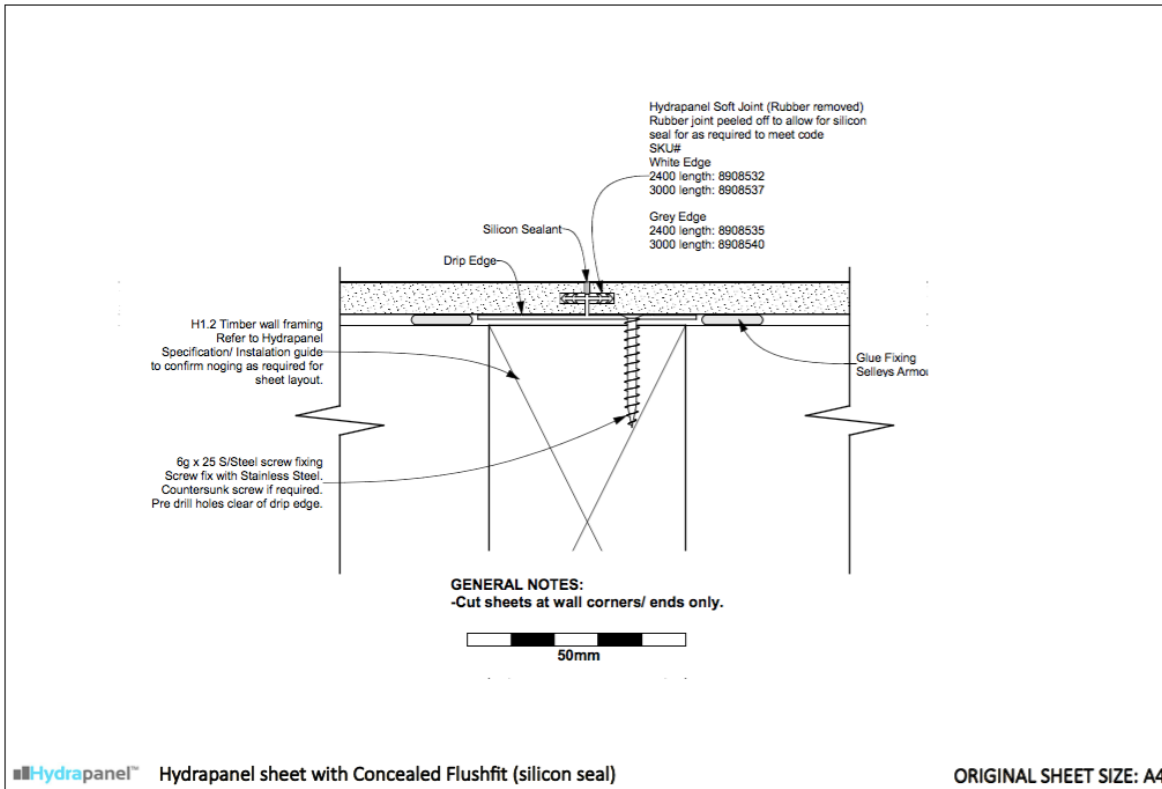 Hydrapanel Soft Joint (Rubber removed)
Rubber joint peeled off to allow for silicon
seal for as required to meet code
SKU#
White Edge
2400 length: 8908532
3000 length: 8908537
Grey Edge
2400 length: 8908535
3000 length: 8908540
Silicon Sealant
Drip Edge
H1.2 Timber wall framing
Refer to Hydrapanel
Specification/ Instalation guide
to confirm noging as required for
sheet layout.
Glue Fixing
Selleys Armou
6g x 25 S/Steel screw fixing
Screw fix with Stainless Steel.
Countersunk screw if required.
Pre drill holes clear of drip edge.
GENERAL NOTES:
-Cut sheets at wall corners/ ends only.
50mm
Hydrapanel™ Hydrapanel sheet with Concealed Flushfit (silicon seal)
ORIGINAL SHEET SIZE: A4